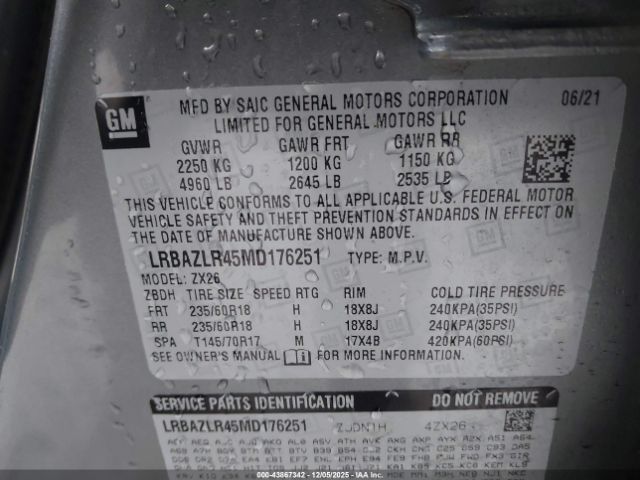 GM
MFD BY SAIC GENERAL MOTORS CORPORATION 06/21
LIMITED FOR GENERAL MOTORS LLC
GVWR GAWR FRT GAWR RR
2250 KG 1200 KG 1150 KG
4960 LB 2645 LB 2535 LB
THIS VEHICLE CONFORMS TO ALL APPLICABLE U.S. FEDERAL MOTOR
VEHICLE SAFETY AND THEFT PREVENTION STANDARDS IN EFFECT ON
THE DATE OF MANUFACTURE SHOWN ABOVE.
LRBAZLR45MD176251 TYPE: M.P.V.
MODEL: ZX26
ZBDH TIRE SIZE SPEED RTG RIM COLD TIRE PRESSURE
FRT 235/60R18 H 18X8J 240KPA(35PSI)
RR 235/60R18 H 18X8J 240KPA(35PSI)
SPA T145/70R17 M 17X4B 420KPA(60PSI)
SEE OWNER'S MANUAL FOR MORE INFORMATION
SERVICE PARTS IDENTIFICATION DO NOT REMOVE
LRBAZLR45MD176251 4ZX26
IAAI: 43867342 | 12/05/2025 | IAA Inc.